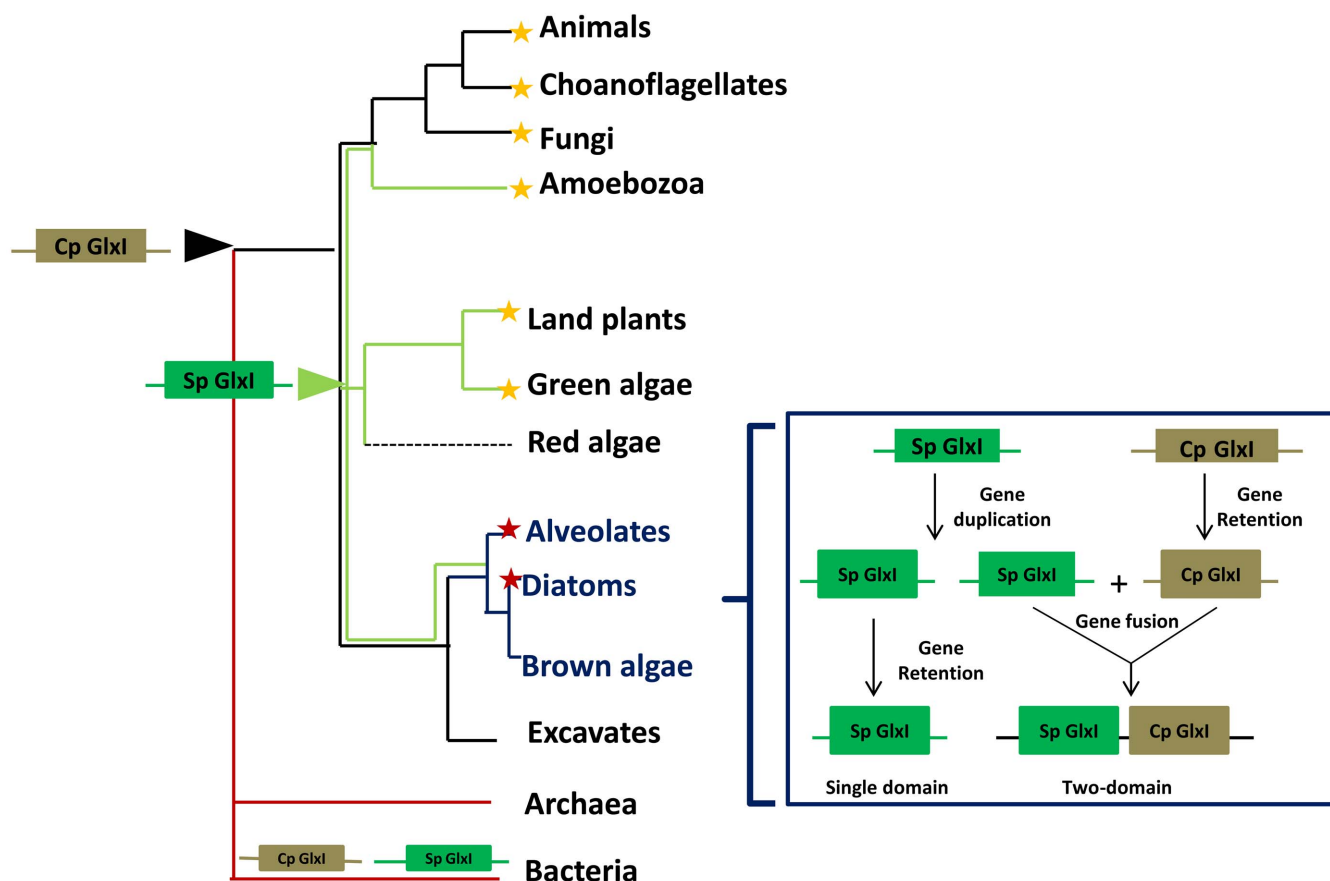 Animals
Choanoflagellates
Fungi
Amoebozoa
Cp GlxI
Land plants
Sp GlxI
Green algae
Red algae
Alveolates
Diatoms
Brown algae
Excavates
Archaea
Cp GlxI
Sp GlxI
Bacteria
Sp GlxI
Cp GlxI
Gene
duplication
Gene
Retention
Sp GlxI
Sp GlxI
+
Cp GlxI
Gene fusion
Gene
Retention
Sp GlxI
Sp GlxI
Cp GlxI
Single domain
Two-domain